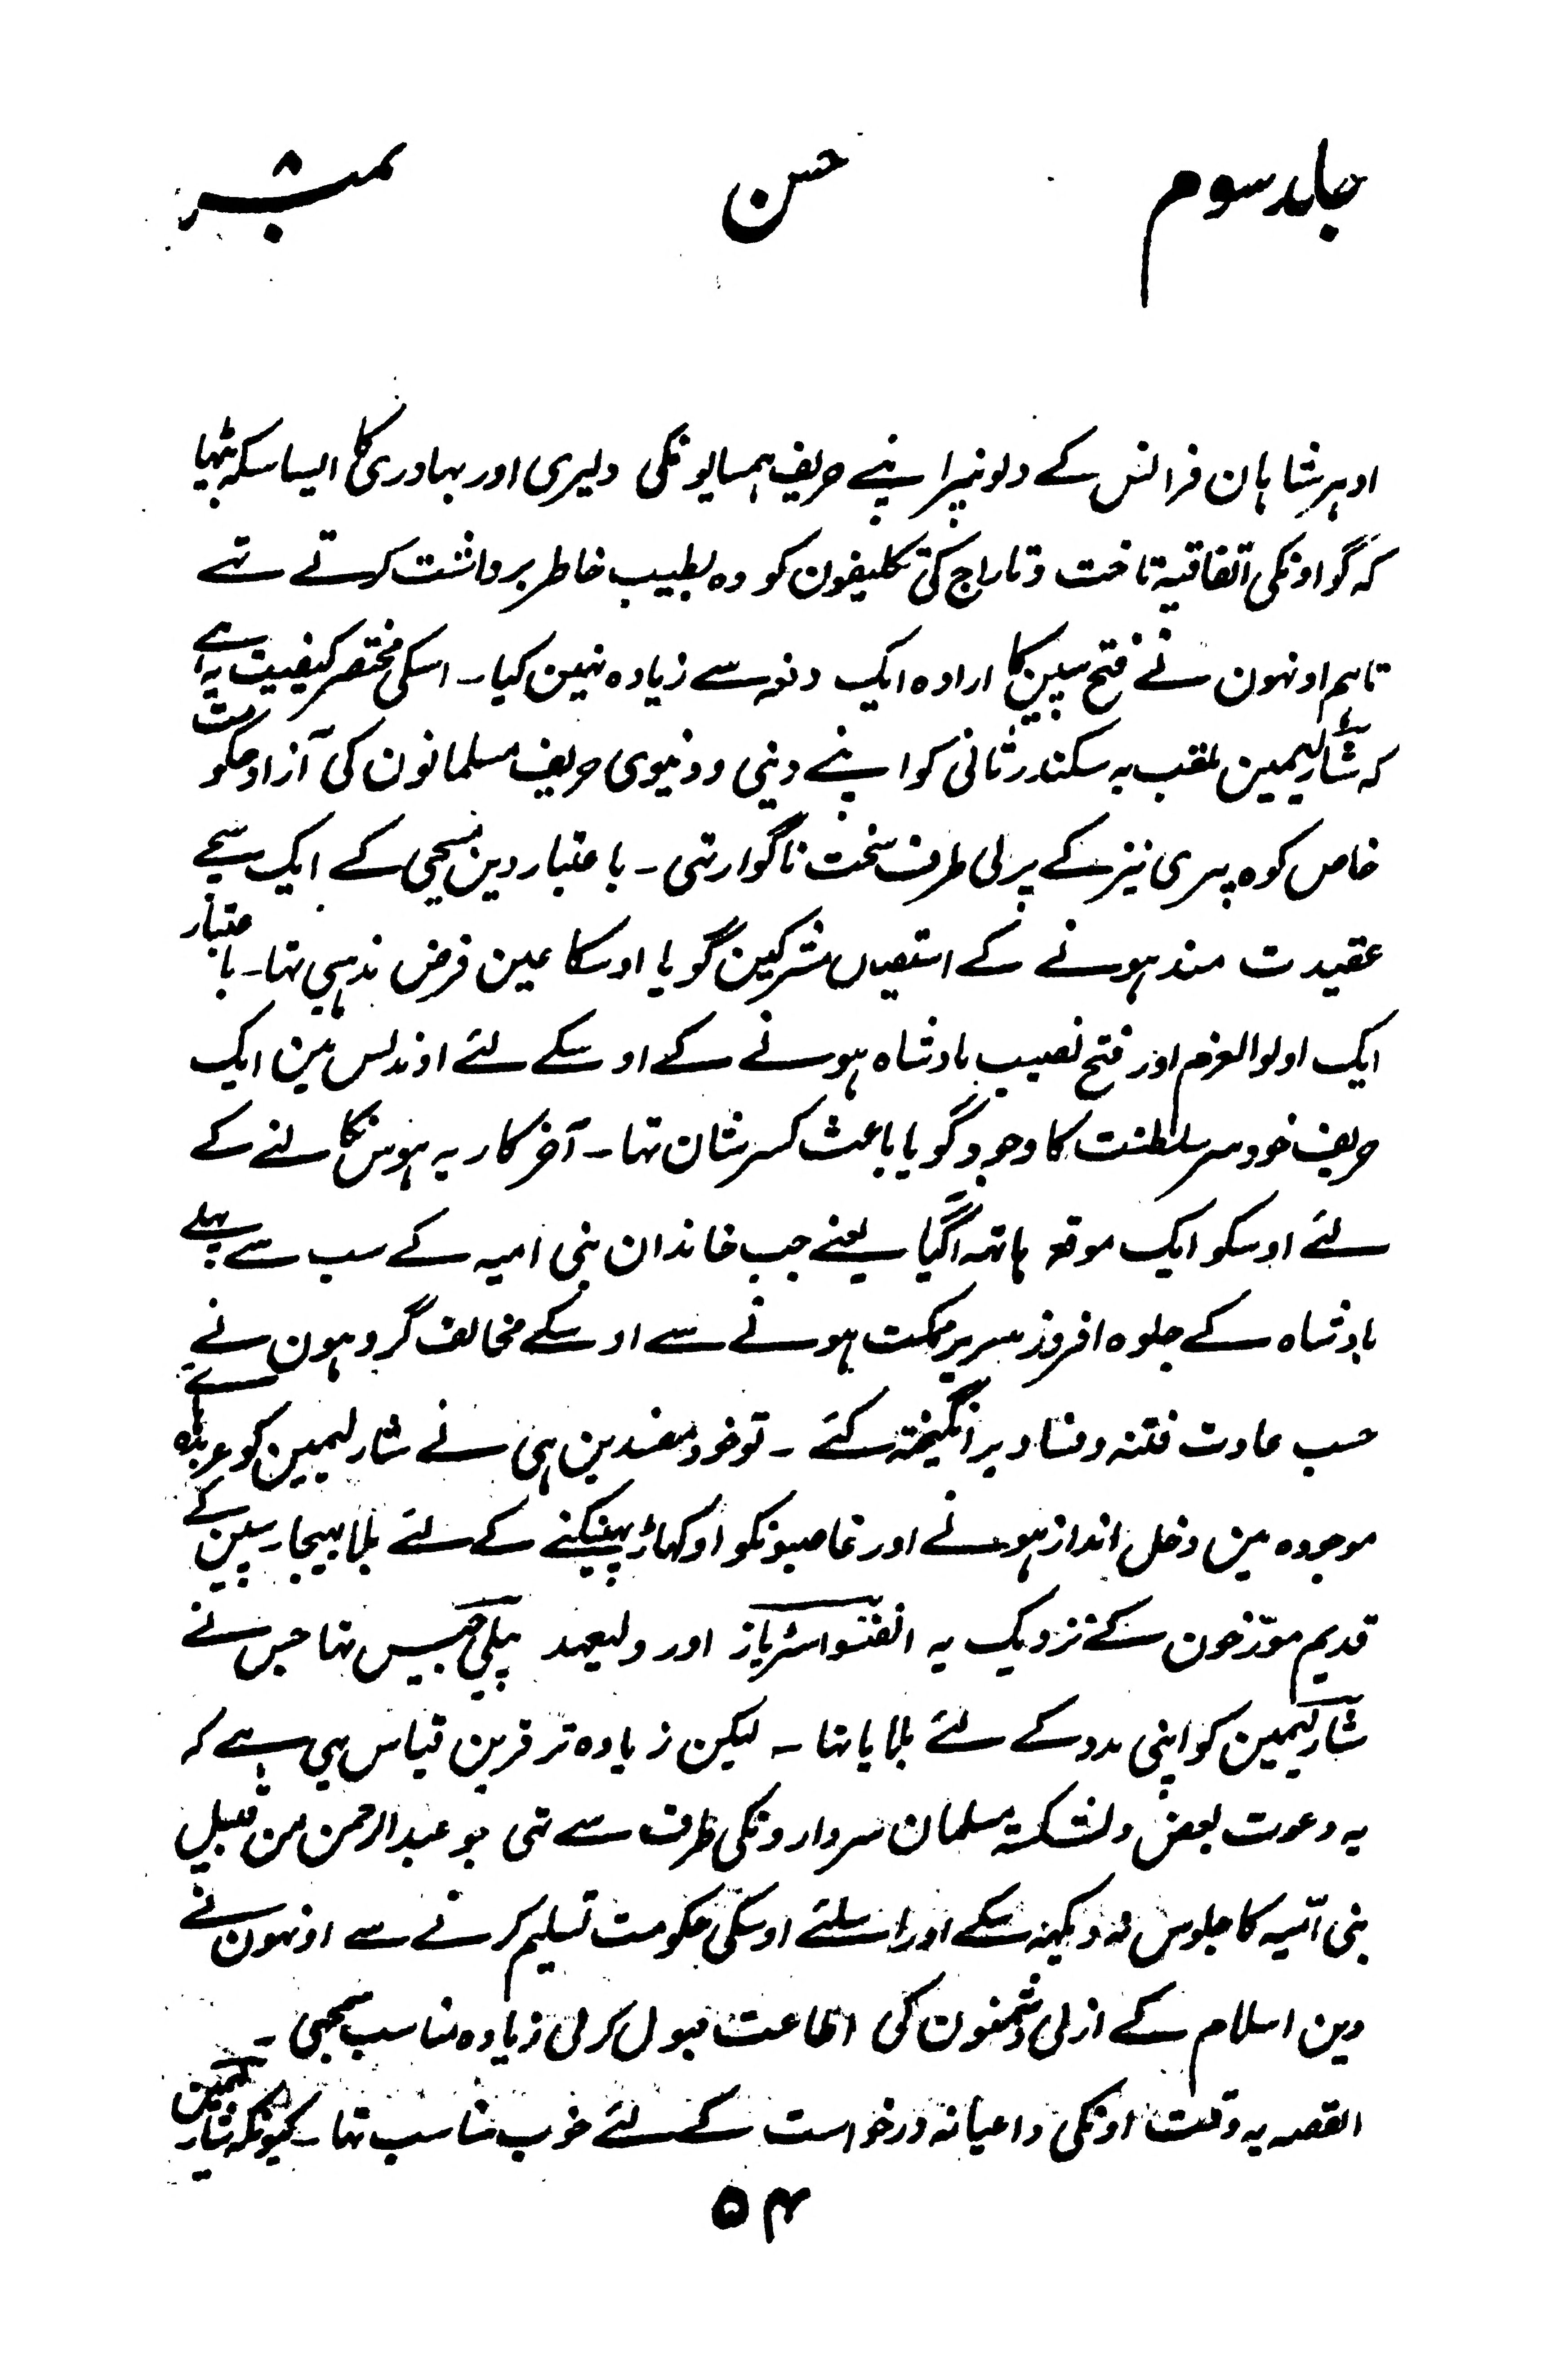 جلد سوم حسن نمبر ۸
اودہر شاہان فرانس کے دلونپر اپنے حریف ہمسایونکی دلیری اور بہادری کا ایسا سکہ بٹہیا
کہ گو اونکی اتفاقیہ تاخت و تاراج کی تکلیفون کو وہ بطیب خاطر برداشت کرتے تہے
تاہم اونہون نے فتح سپین کا ارادہ ایک دفعہ سے زیادہ نہین کیا۔ اسکی مختصر کیفیت یہ ہے
کہ شارلیمین ملقب بہ سکندر ثانی کو اپنے دینی و دنیوی حریف مسلمانون کی آزاد حکومت
خاص کوہ پیری نیز کے پرلی طرف سخت ناگوار تہی۔ باعتبار دین مسیحی کے ایک سچے
عقیدت مند ہونے کے استیصال مشرکین گویا اوسکا عین فرض مذہبی تہا۔ باعتبار
ایک اولوالعزم اور فتح نصیب بادشاہ ہونے کے اوسکے لئے اوندلس مین ایک
حریف خود سر سلطنت کا وجود گویا باعث کسر شان تہا۔ آخر کار یہ ہوس نکالنے کے
لئے اوسکو ایک موقع ہاتہہ آگیا یعنے جب خاندان بنی امیہ کے سب سے پہلے
بادشاہ کے جلوہ افروز سریر مملکت ہونے سے اوسکے مخالف گروہون نے
حسب عادت فتنہ و فساد برانگیختہ کئے۔ تو خود مفسدین ہی نے شارلیمین کو عربدہ
موجودہ مین دخل انداز ہونے اور غاصبونکو اوکہاڑ پہینکنے کے لئے بلا بہیجا۔ سپین کے
قدیم مورّخون کے نزدیک یہ الفنسو استریاز اور ولیعہد پیلی جیس تہا جس نے
شارلیمین کو اپنی مدد کے لئے بلایا تہا۔ لیکن زیادہ تر قرین قیاس یہی ہے کہ
یہ دعوت بعض دلشکستہ مسلمان سردارونکی طرف سے تہی جو عبدالرحمن من قبیل
بنی امّیہ کا جلوس نہ دیکہہ سکے اور اسلئے اوسکی حکومت تسلیم کرنے سے اونہون نے
دین اسلام کے ازلی دشمنون کی اطاعت قبول کرلی زیادہ مناسب سمجہی۔
القصہ یہ وقت اونکی داعیانہ درخواست کے لئے خوب مناسب تہا۔ کیونکہ شارلیمین
۵۴